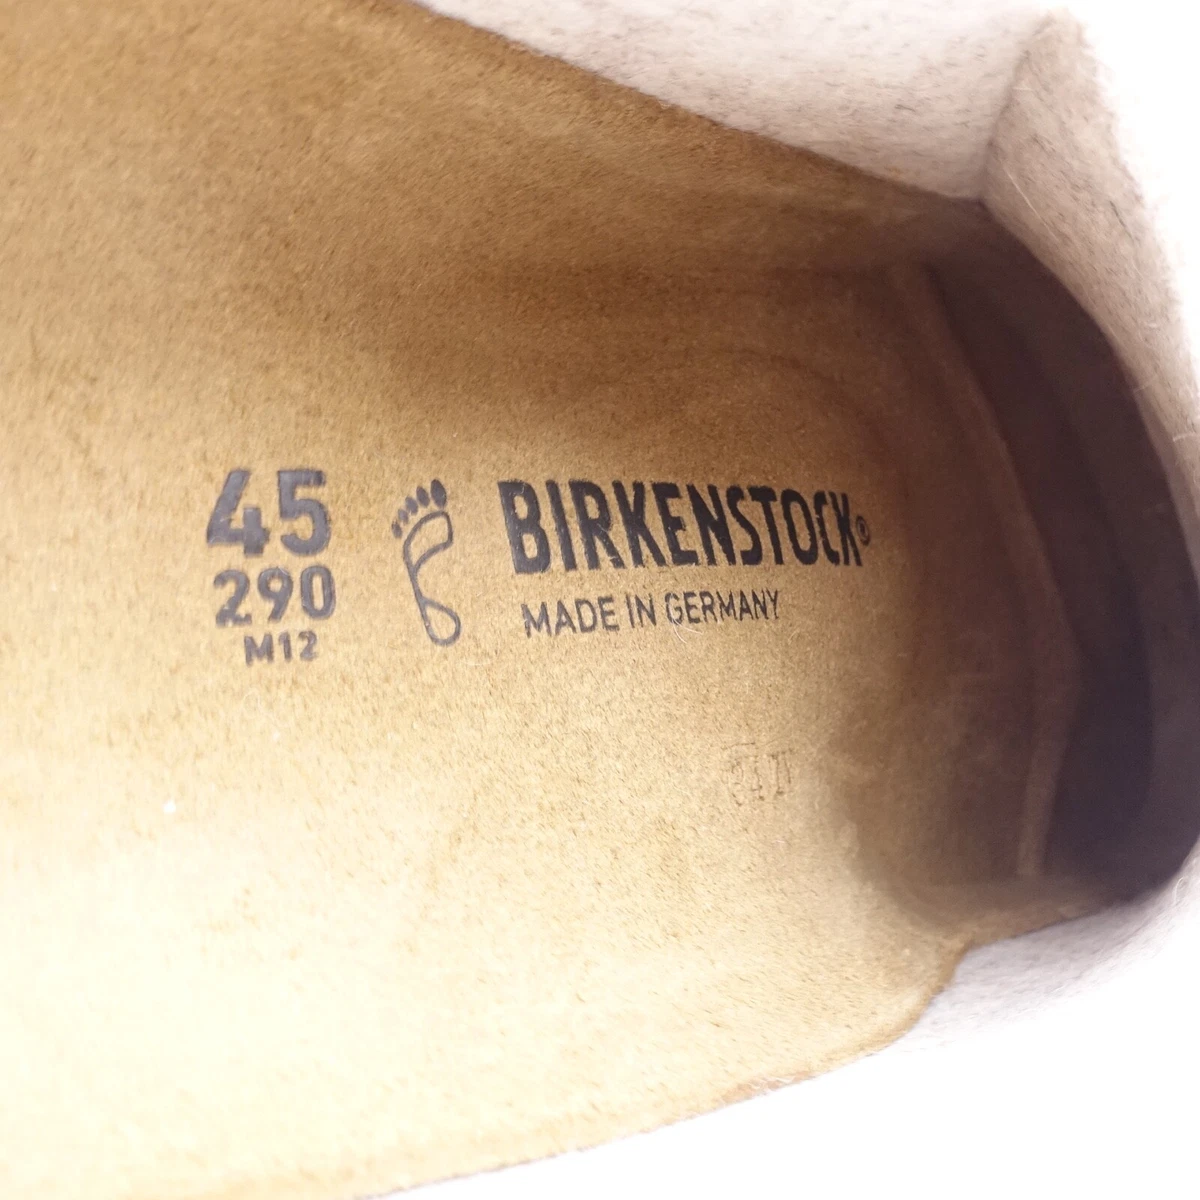 45
290
M12
BIRKENSTOCK®
MADE IN GERMANY